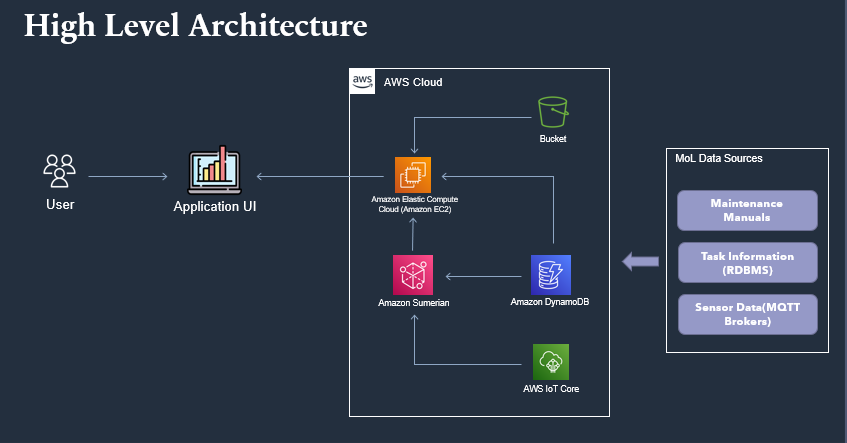 High Level Architecture
aws
AWS Cloud
Bucket
MoL Data Sources
Maintenance
Manuals
User
Application UI
Amazon Elastic Compute
Cloud (Amazon EC2)
Task Information
(RDBMS)
Amazon Sumerian
Amazon DynamoDB
Sensor Data(MQTT
Brokers)
AWS IoT Core